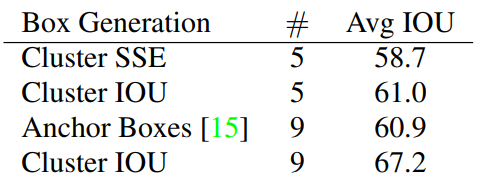 Box Generation # Avg IOU
Cluster SSE 5 58.7
Cluster IOU 5 61.0
Anchor Boxes [15] 9 60.9
Cluster IOU 9 67.2